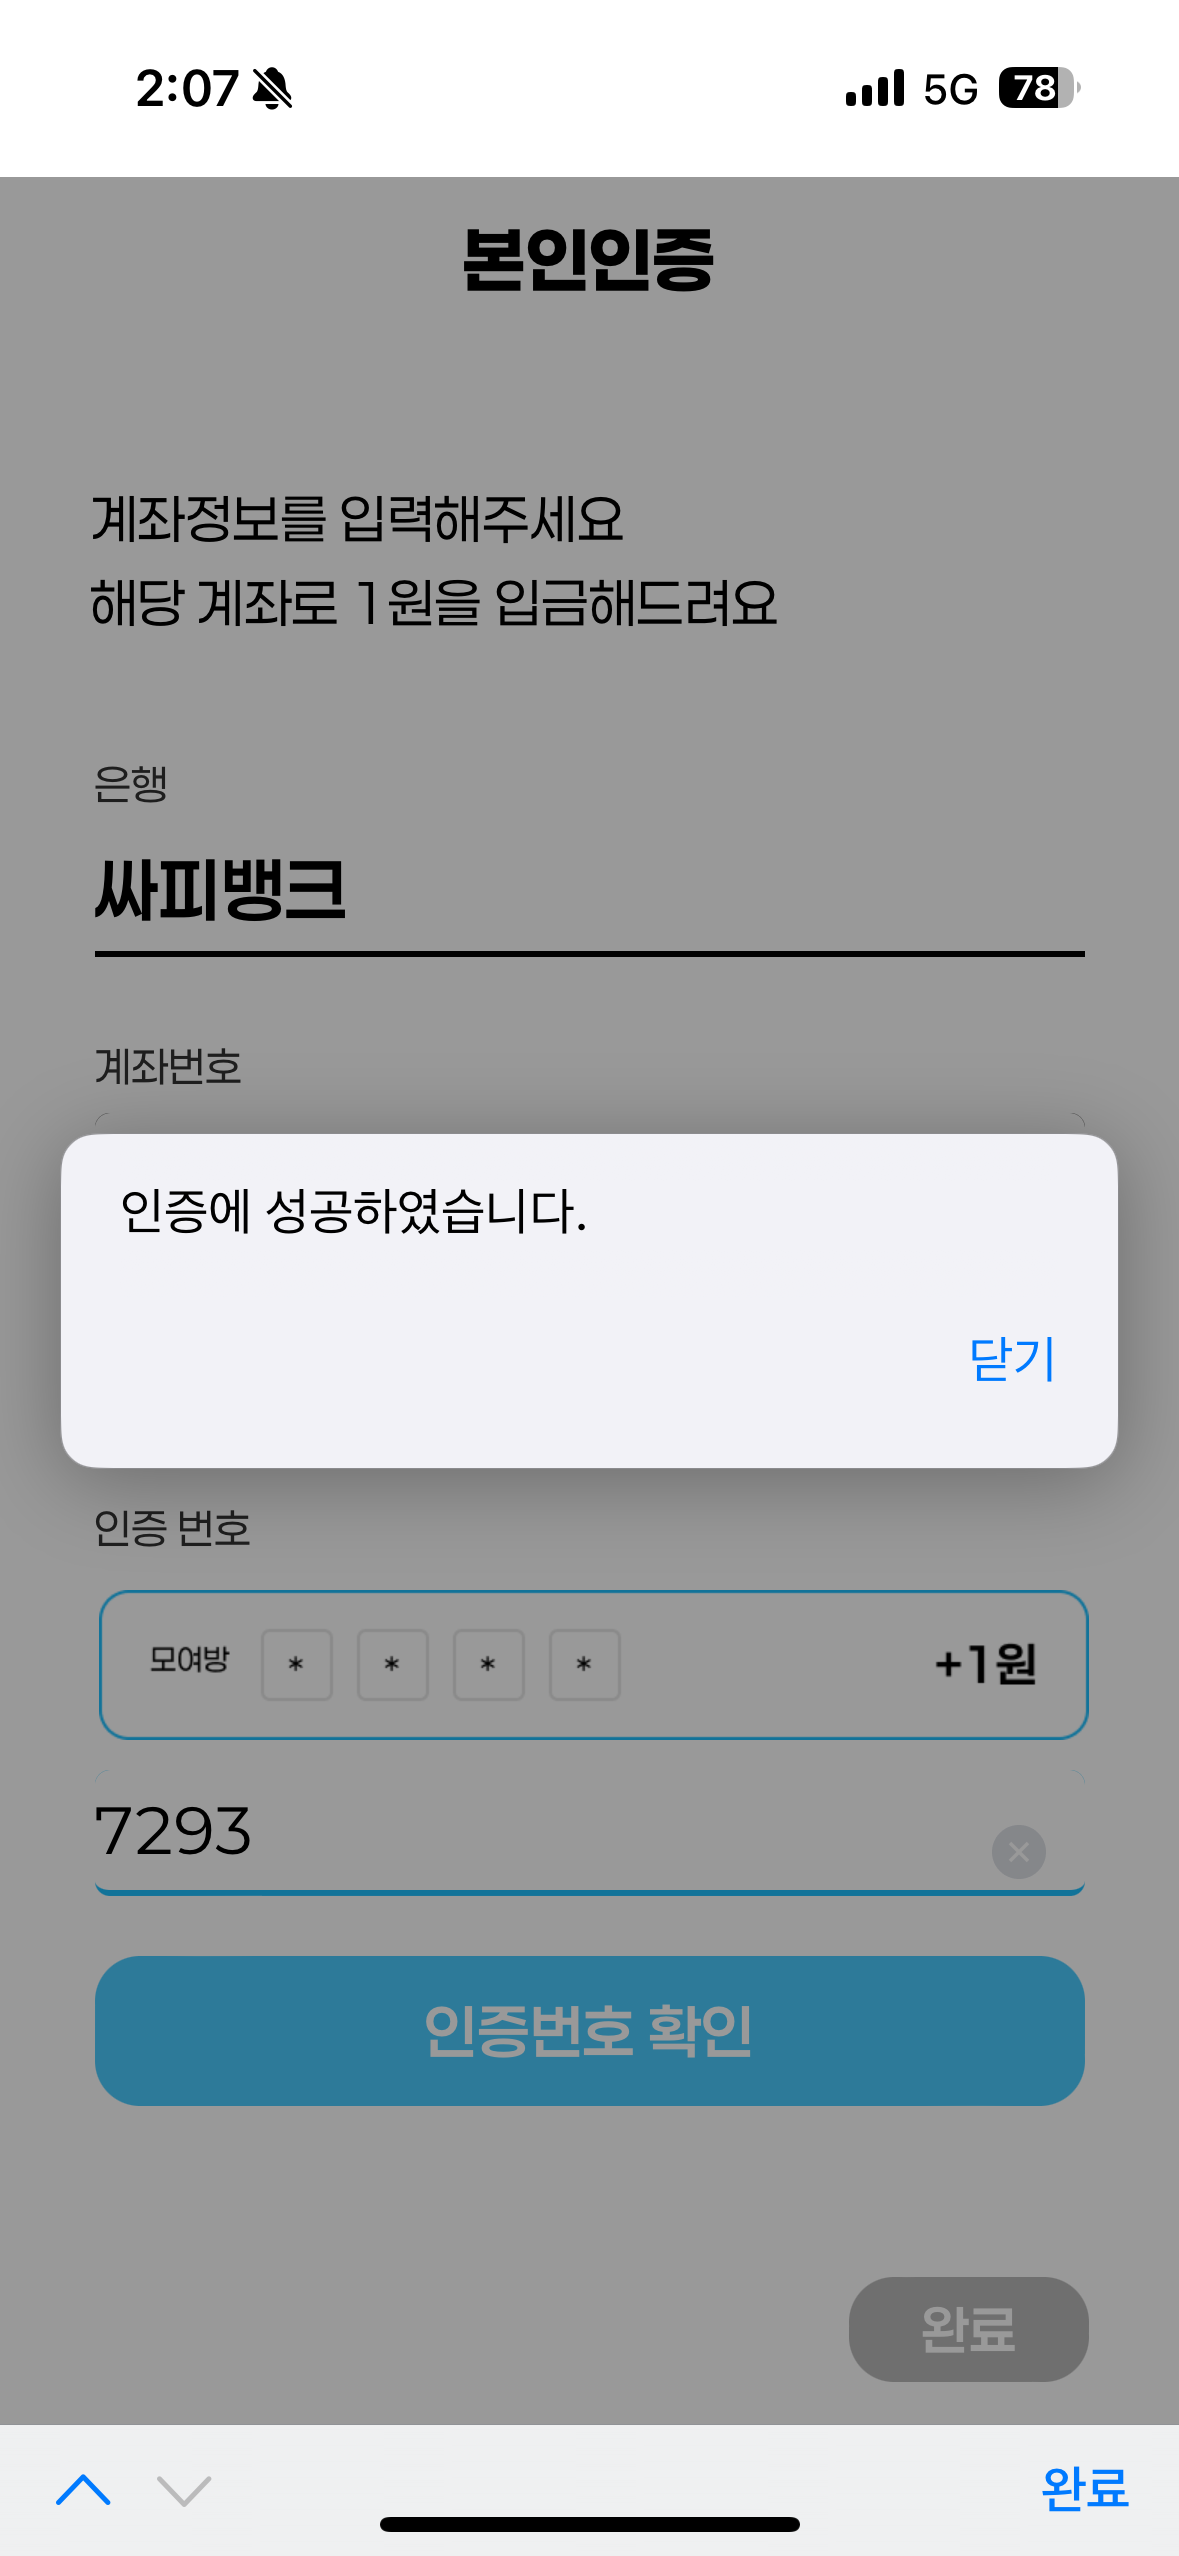 2:07
5G
78
본인인증
계좌정보를 입력해주세요
해당 계좌로 1원을 입금해드려요
은행
싸피뱅크
계좌번호
인증에 성공하였습니다.
닫기
인증 번호
모여방 * * * * +1원
7293
인증번호 확인
완료
완료